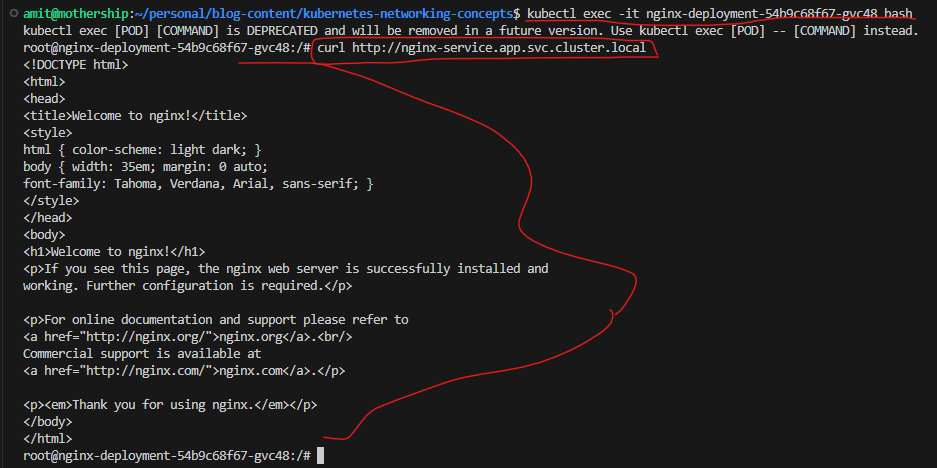 amit@mothership:~/personal/blog-content/kubernetes-networking-concepts$ kubectl exec -it nginx-deployment-54b9c68f67-gvc48 bash
kubectl exec [POD] [COMMAND] is DEPRECATED and will be removed in a future version. Use kubectl exec [POD] -- [COMMAND] instead.
root@nginx-deployment-54b9c68f67-gvc48:/# curl http://nginx-service.app.svc.cluster.local
<!DOCTYPE html>
<html>
<head>
<title>Welcome to nginx!</title>
<style>
html { color-scheme: light dark; }
body { width: 35em; margin: 0 auto;
font-family: Tahoma, Verdana, Arial, sans-serif; }
</style>
</head>
<body>
<h1>Welcome to nginx!</h1>
<p>If you see this page, the nginx web server is successfully installed and
working. Further configuration is required.</p>

<p>For online documentation and support please refer to
<a href="http://nginx.org/">nginx.org</a>.<br/>
Commercial support is available at
<a href="http://nginx.com/">nginx.com</a>.</p>

<p><em>Thank you for using nginx.</em></p>
</body>
</html>
root@nginx-deployment-54b9c68f67-gvc48:/#